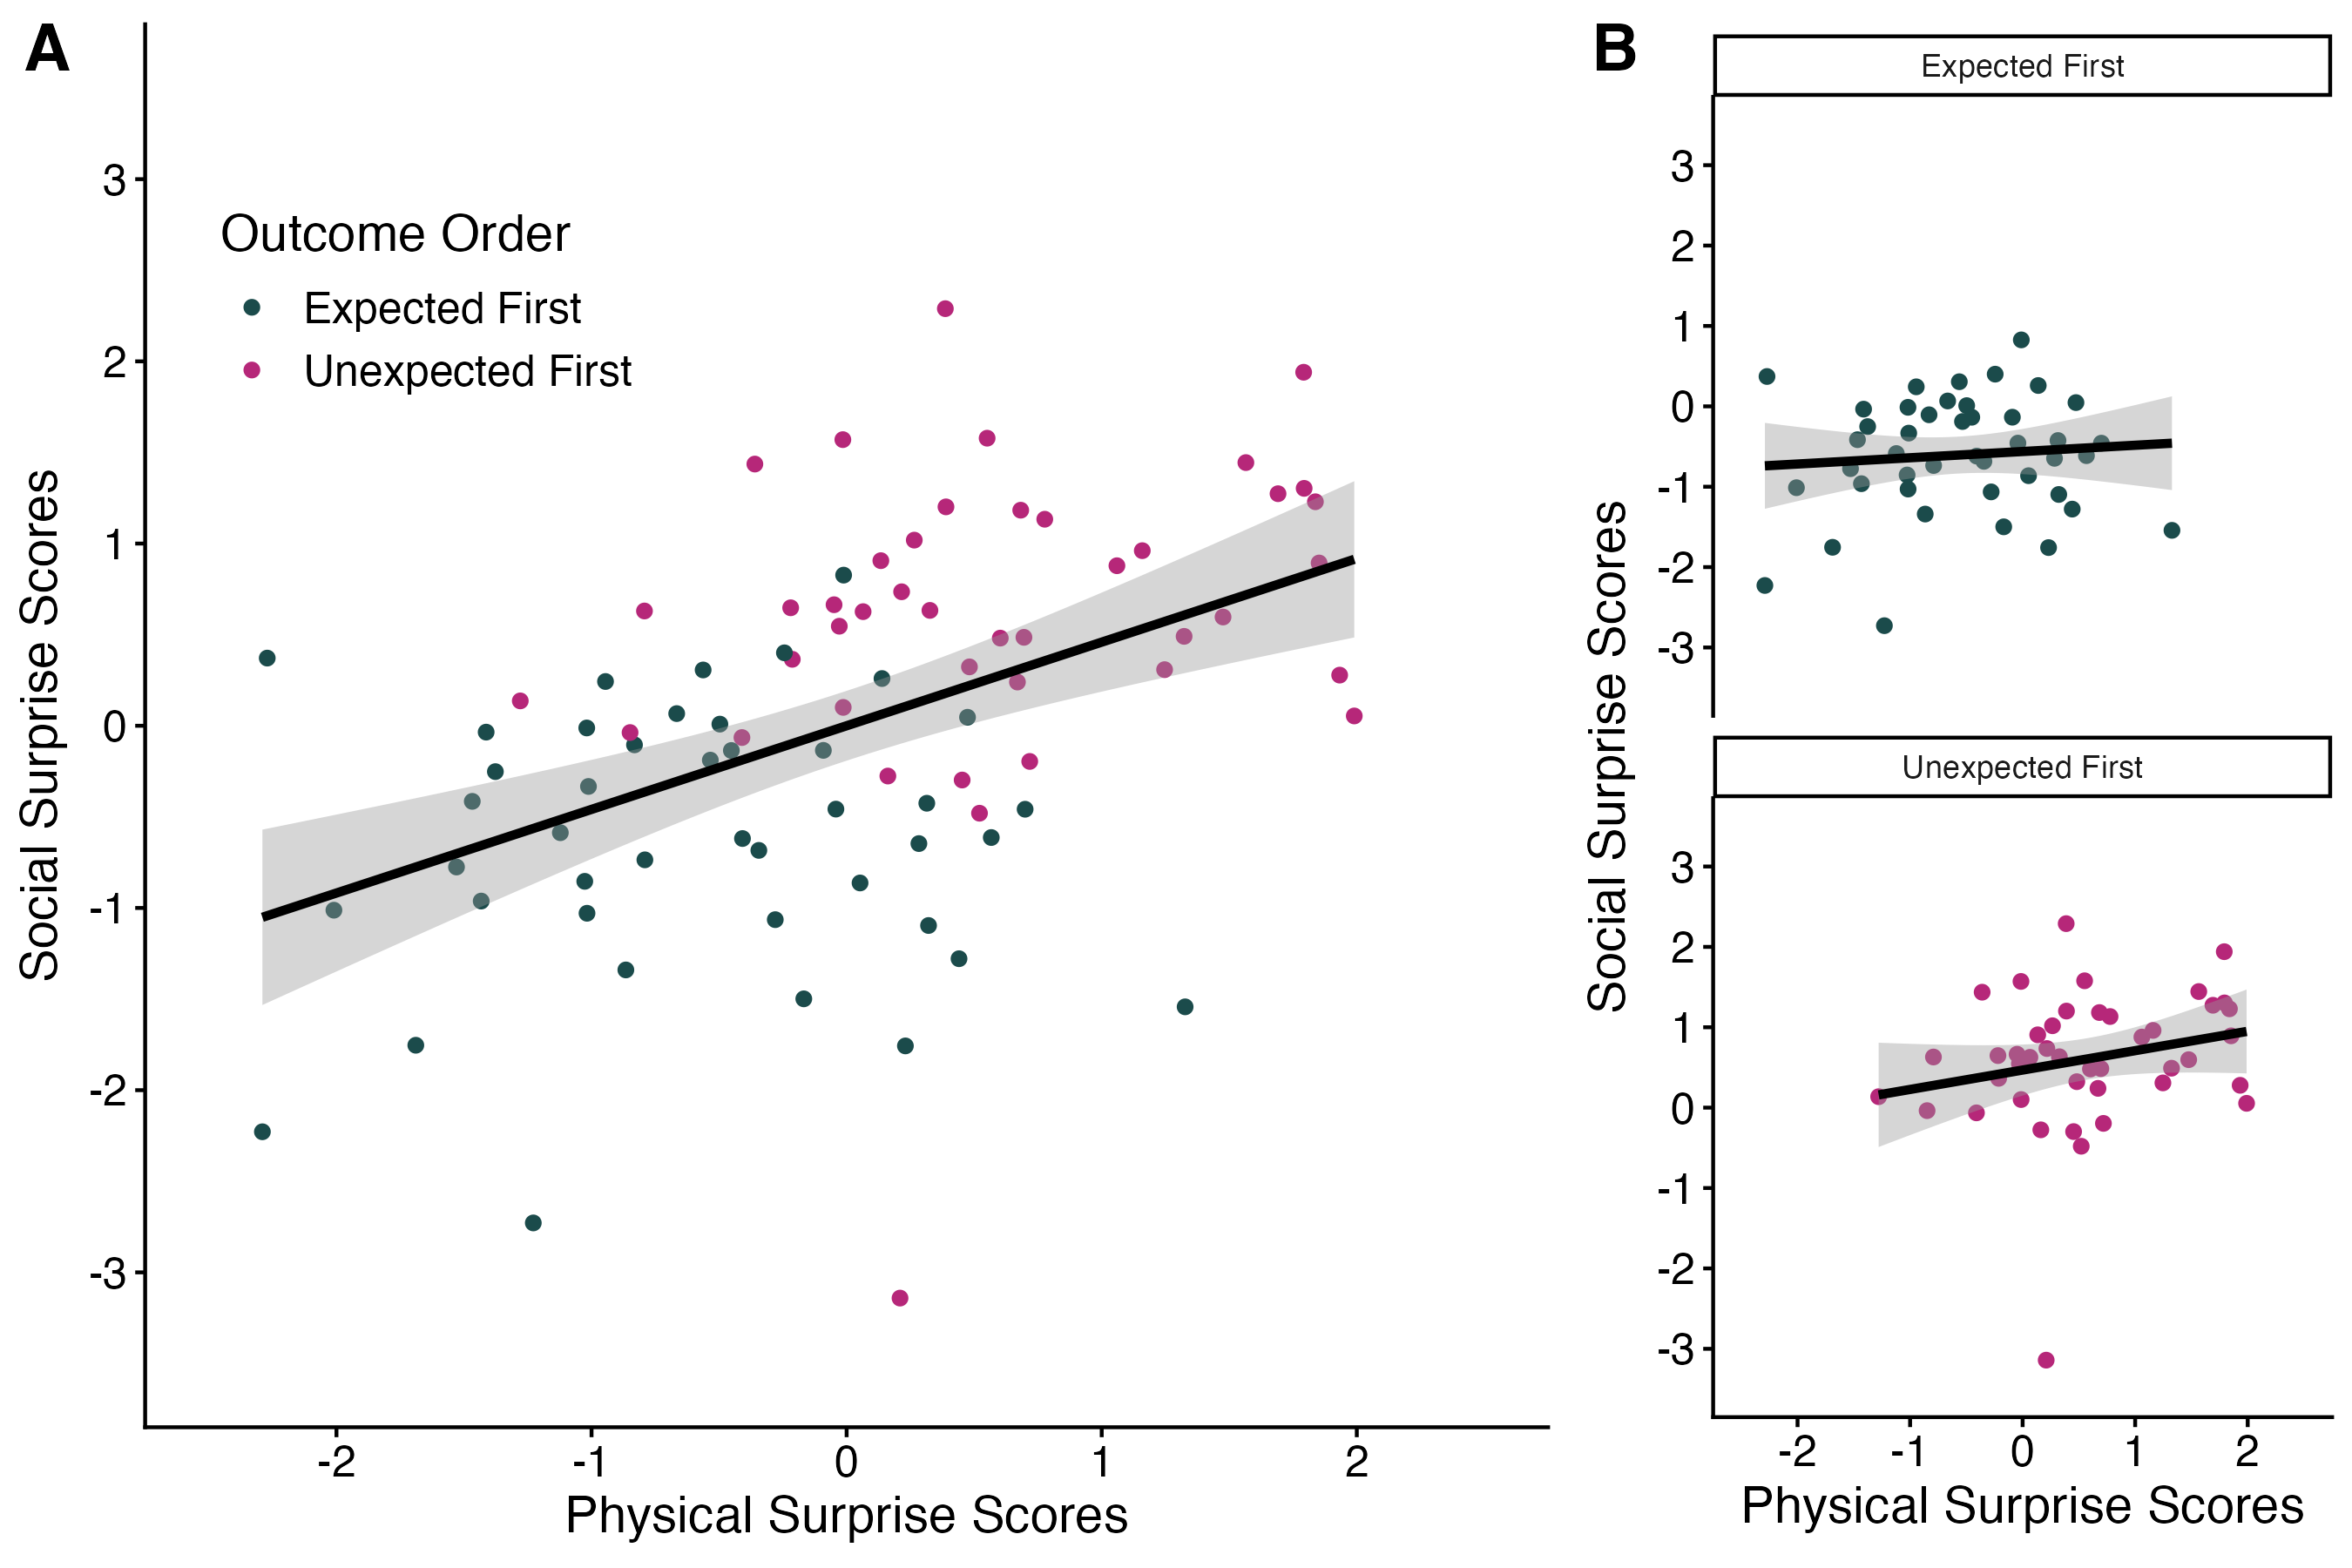 A
3
2
1
0
-1
-2
-3
Social Surprise Scores
Outcome Order
Expected First
Unexpected First
-2
-1
0
1
2
Physical Surprise Scores
B
Expected First
3
2
1
0
-1
-2
-3
Social Surprise Scores
Unexpected First
3
2
1
0
-1
-2
-3
-2
-1
0
1
2
Physical Surprise Scores